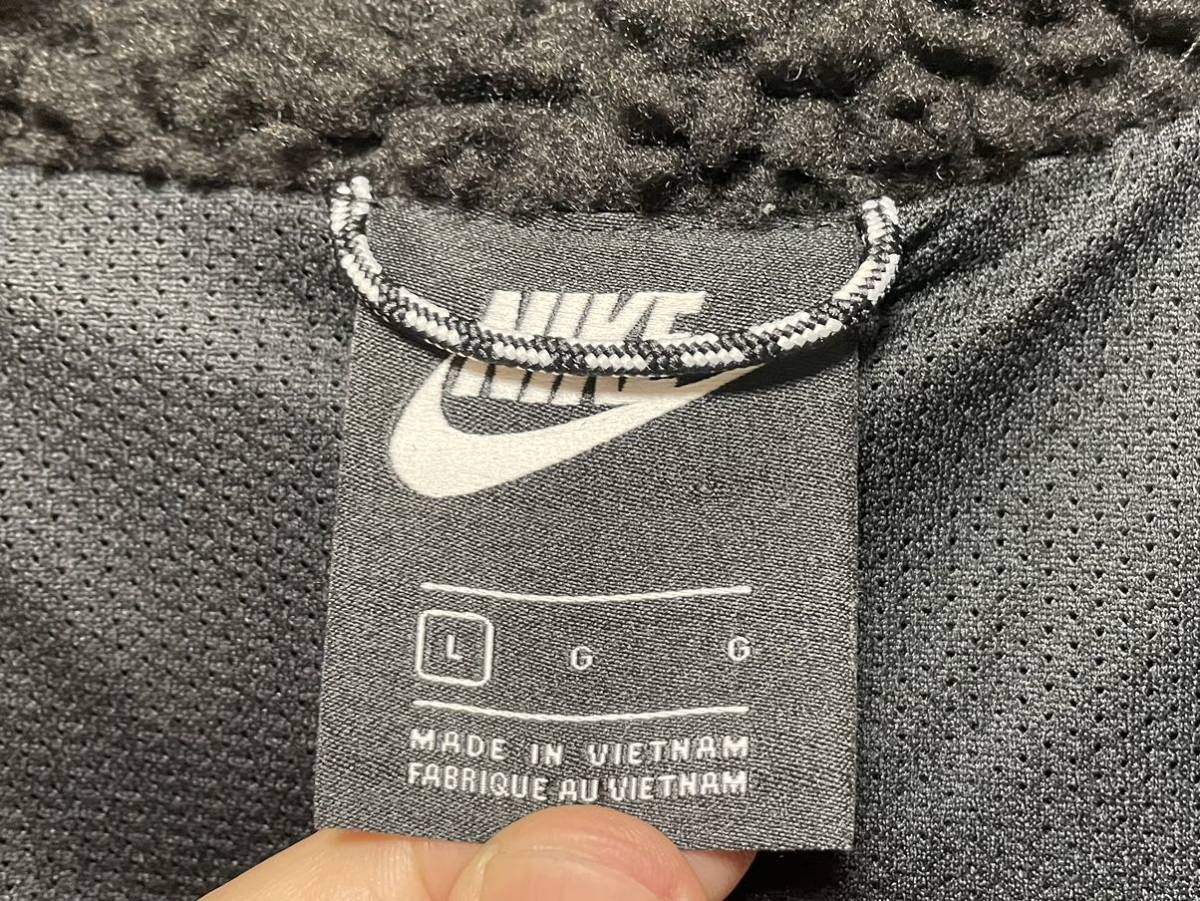 NIKE
L G G
MADE IN VIETNAM
FABRIQUE AU VIETNAM